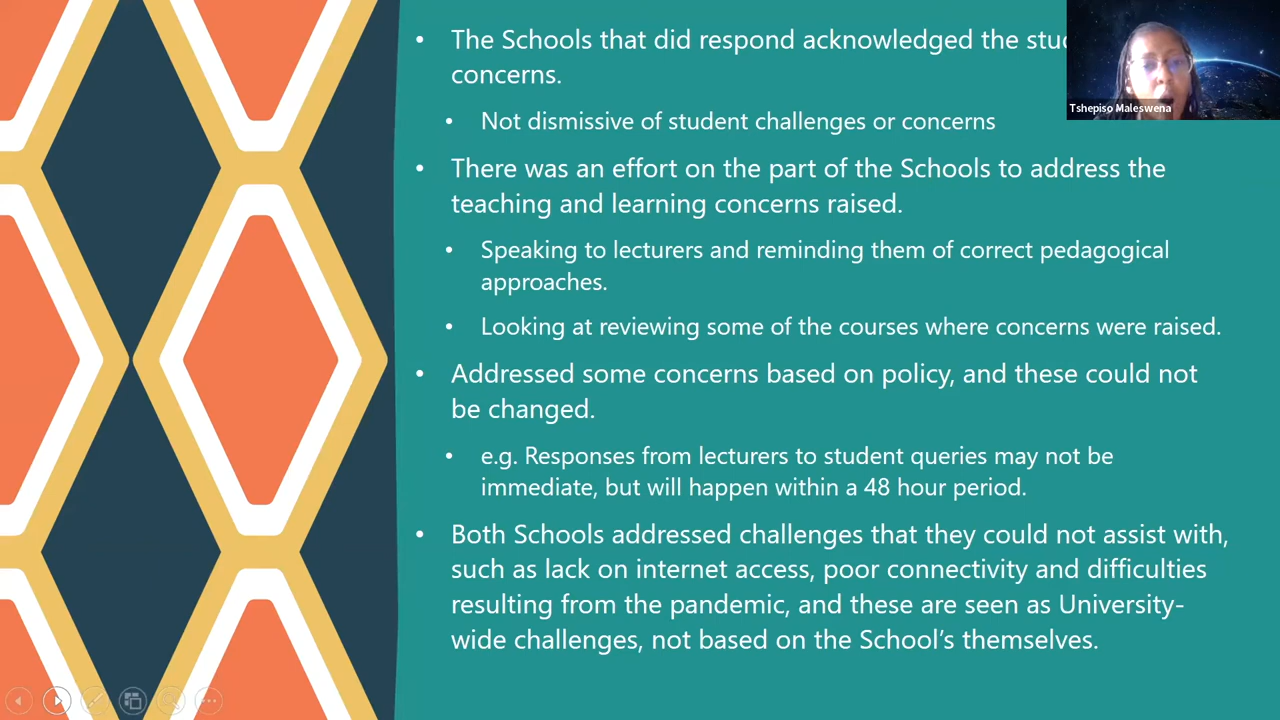 • The Schools that did respond acknowledged the
concerns.
• Not dismissive of student challenges or concerns
• There was an effort on the part of the Schools to address the
teaching and learning concerns raised.
• Speaking to lecturers and reminding them of correct pedagogical
approaches.
• Looking at reviewing some of the courses where concerns were raised.
• Addressed some concerns based on policy, and these could not
be changed.
• e.g. Responses from lecturers to student queries may not be
immediate, but will happen within a 48 hour period.
• Both Schools addressed challenges that they could not assist with,
such as lack on internet access, poor connectivity and difficulties
resulting from the pandemic, and these are seen as University-
wide challenges, not based on the School’s themselves.
Tshepiso Maleswena